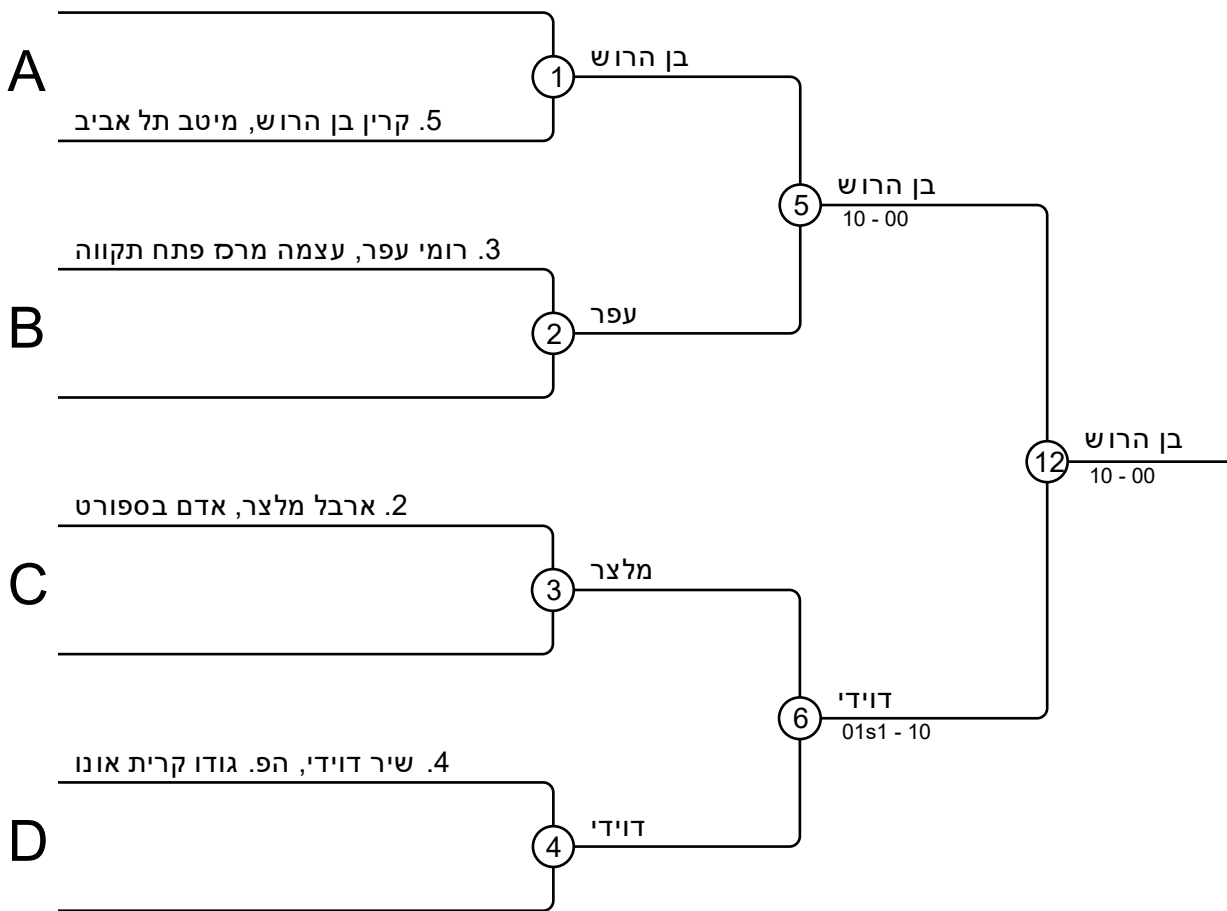 A
1
בן הרוש
5. קרין בן הרוש, מיטב תל אביב
5
בן הרוש
10 - 00
3. רומי עפר, עצמה מרכז פתח תקווה
B
2
עפר
12
בן הרוש
10 - 00
2. ארבל מלצר, אדם בספורט
C
3
מלצר
6
דוידי
01s1 - 10
4. שיר דוידי, הפ. גודו קרית אונו
D
4
דוידי